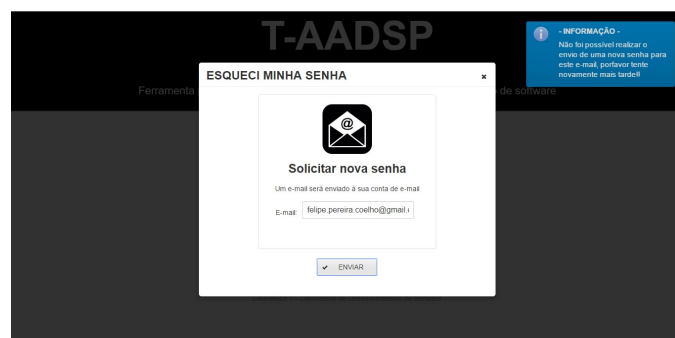 T-AADSP
- INFORMAÇÃO -
Não foi possível realizar o
envio de uma nova senha para
este e-mail, porfavor tente
novamente mais tarde!!
ESQUECI MINHA SENHA
×
Ferramenta
de software
@
Solicitar nova senha
Um e-mail será enviado à sua conta de e-mail
E-mail:
felipe.pereira.coelho@gmail.
ENVIAR